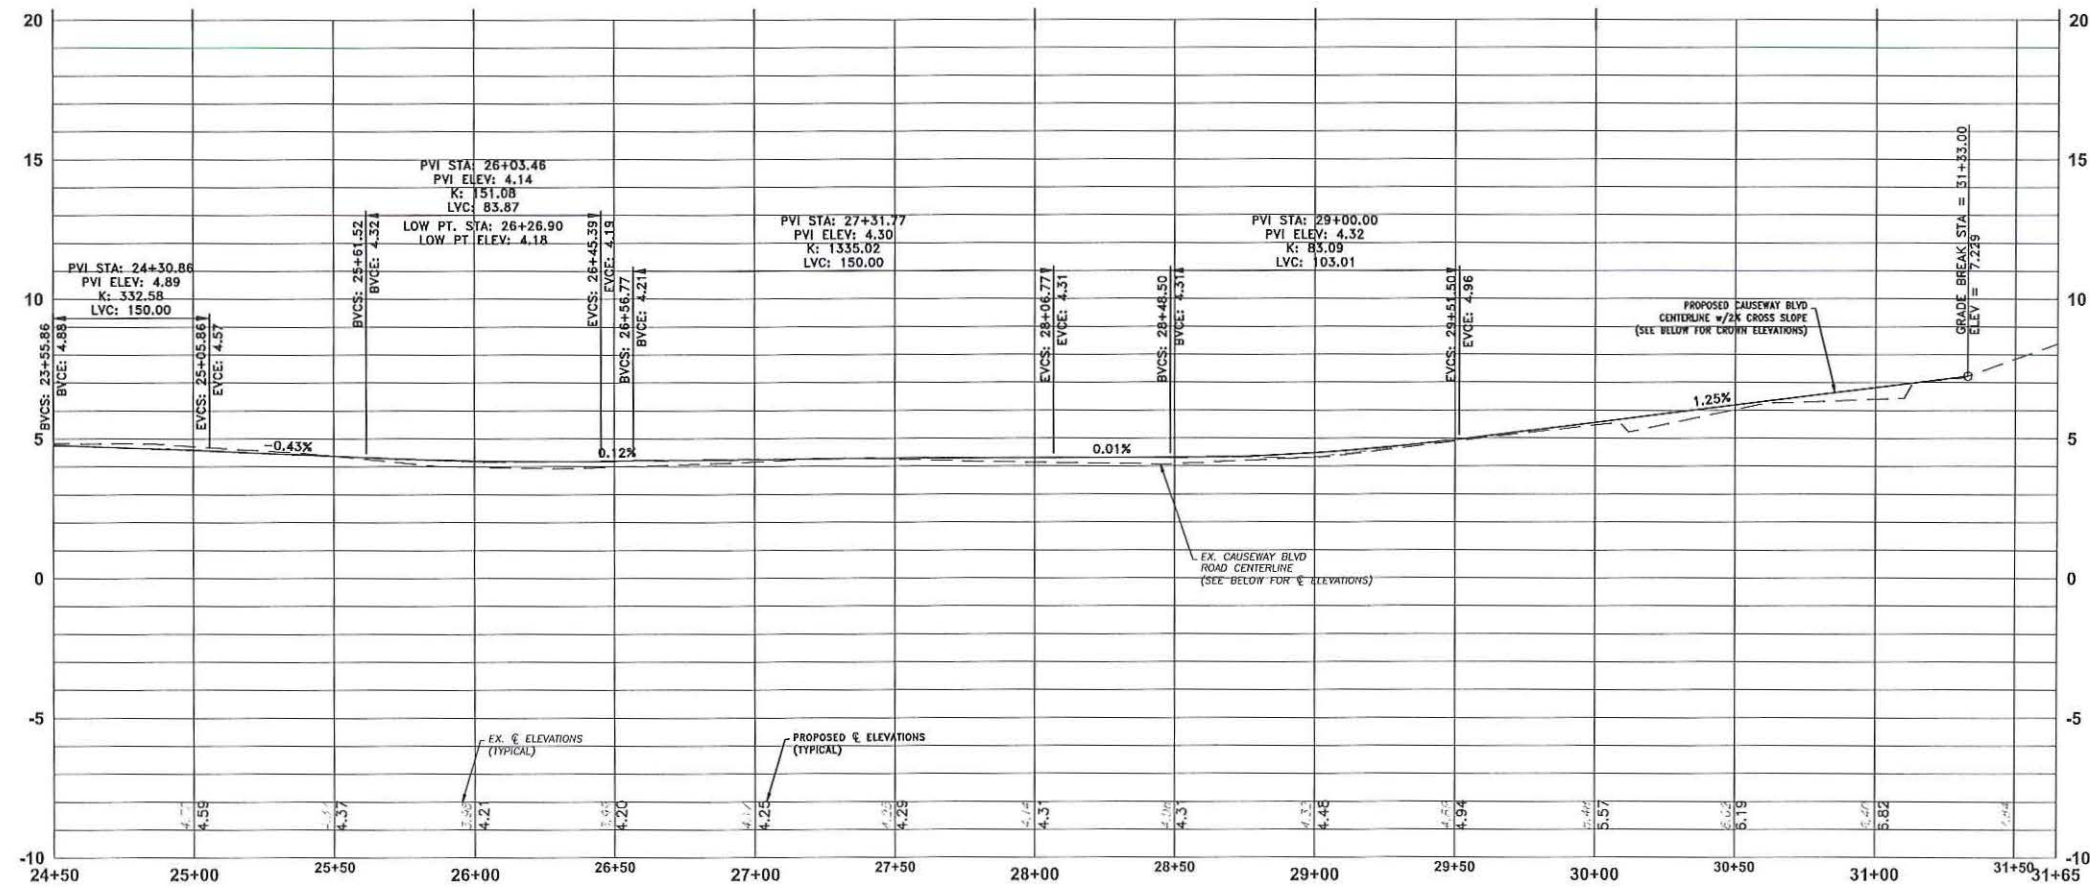 20
15
10
5
0
-5
-10
20
15
10
5
0
-5
-10
PVI STA: 24+30.86
PVI ELEV: 4.89
K: 332.58
LVC: 150.00
BVCS: 23+55.86
BVCE: 4.88
EVCS: 25+05.86
EVCE: 4.57
-0.43%
PVI STA: 26+03.46
PVI ELEV: 4.14
K: 151.08
LVC: 83.87
LOW PT. STA: 26+26.90
LOW PT ELEV: 4.18
BVCS: 25+61.52
BVCE: 4.32
EVCS: 26+45.39
EVCE: 4.19
0.12%
PVI STA: 27+31.77
PVI ELEV: 4.30
K: 1335.02
LVC: 150.00
BVCS: 26+56.77
BVCE: 4.21
EVCS: 28+06.77
EVCE: 4.31
0.01%
PVI STA: 29+00.00
PVI ELEV: 4.32
K: 83.09
LVC: 103.01
BVCS: 28+48.50
BVCE: 4.31
EVCS: 29+51.50
EVCE: 4.96
1.25%
PROPOSED CAUSEWAY BLVD
CENTERLINE w/2% CROSS SLOPE
(SEE BELOW FOR CROWN ELEVATIONS)
GRADE BREAK STA = 31+33.00
ELEV = 7.229
EX. CAUSEWAY BLVD
ROAD CENTERLINE
(SEE BELOW FOR ℄ ELEVATIONS)
EX. ℄ ELEVATIONS
(TYPICAL)
PROPOSED ℄ ELEVATIONS
(TYPICAL)
4.59
4.37
4.21
4.20
4.25
4.29
4.31
4.31
4.48
4.94
5.57
6.19
6.82
24+50
25+00
25+50
26+00
26+50
27+00
27+50
28+00
28+50
29+00
29+50
30+00
30+50
31+00
31+50
31+65